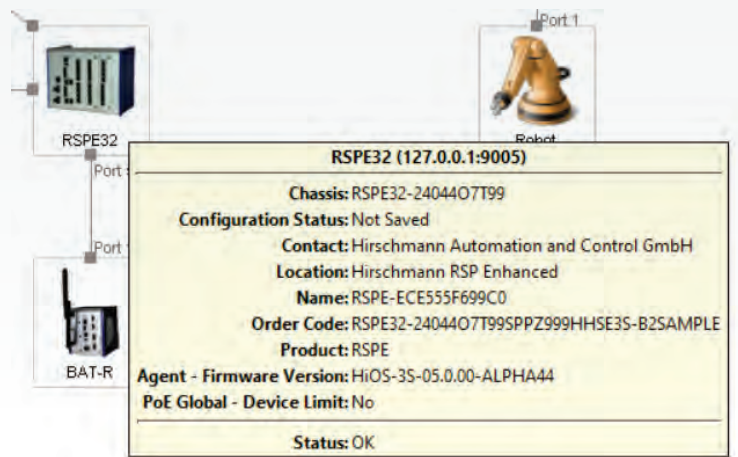 Port 1
RSPE32
Robot
Port
RSPE32 (127.0.0.1:9005)
Chassis: RSPE32-24044O7T99
Configuration Status: Not Saved
Contact: Hirschmann Automation and Control GmbH
Location: Hirschmann RSP Enhanced
Name: RSPE-ECE555F699C0
Port
Order Code: RSPE32-24044O7T99SPPZ999HHSE3S-B2SAMPLE
Product: RSPE
BAT-R
Agent - Firmware Version: HiOS-3S-05.0.00-ALPHA44
PoE Global - Device Limit: No
Status: OK